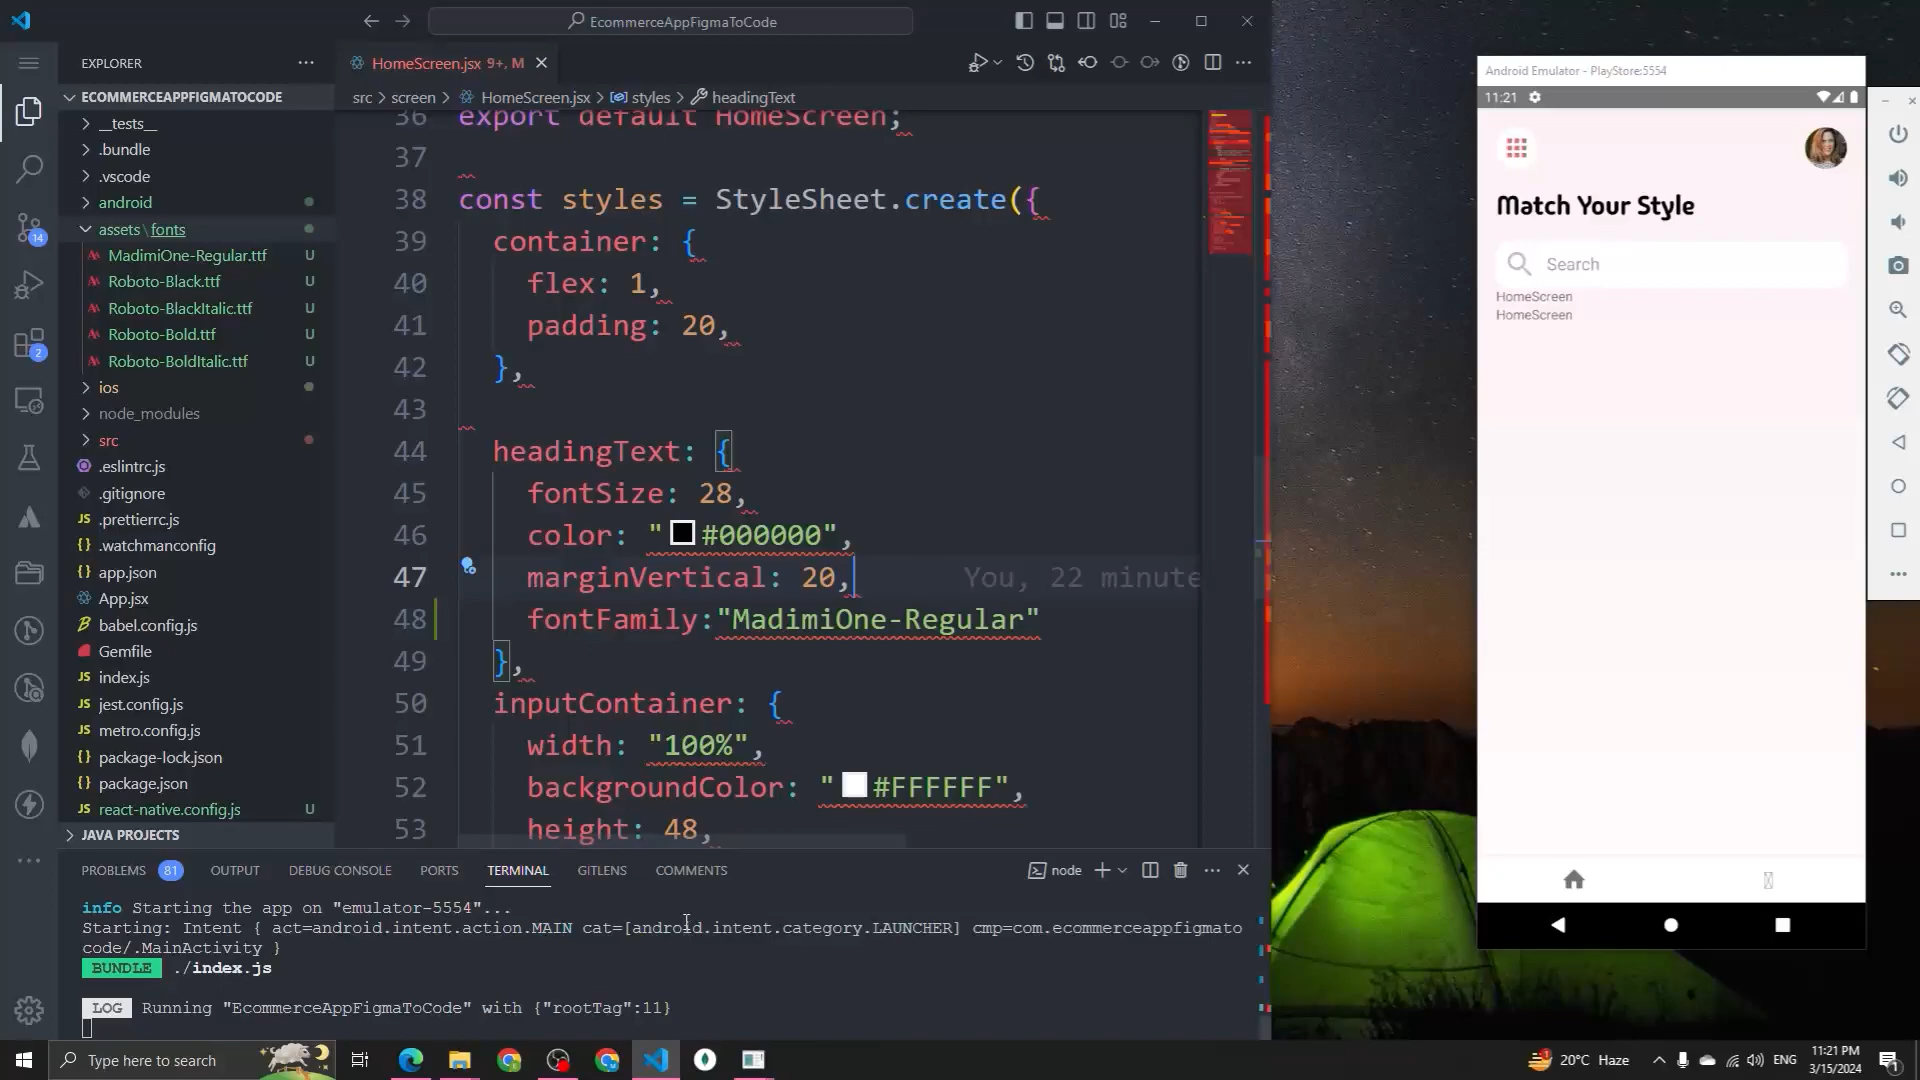 EcommerceAppFigmaToCode
EXPLORER
ECOMMERCEAPPFIGMATOCODE
__tests__
.bundle
.vscode
android
assets\fonts
MadimiOne-Regular.ttf U
Roboto-Black.ttf U
Roboto-BlackItalic.ttf U
Roboto-Bold.ttf U
Roboto-BoldItalic.ttf U
ios
node_modules
src
.eslintrc.js
.gitignore
JS .prettierrc.js
{} .watchmanconfig
{} app.json
App.jsx
babel.config.js
Gemfile
JS index.js
JS jest.config.js
JS metro.config.js
{} package-lock.json
{} package.json
JS react-native.config.js U
JAVA PROJECTS
14
2
HomeScreen.jsx 9+, M
src > screen > HomeScreen.jsx > styles > headingText
36 export default HomeScreen;
37
38 const styles = StyleSheet.create({
39 container: {
40 flex: 1,
41 padding: 20,
42 },
43
44 headingText: {
45 fontSize: 28,
46 color: "#000000",
47 marginVertical: 20, You, 22 minute
48 fontFamily:"MadimiOne-Regular"
49 },
50 inputContainer: {
51 width: "100%",
52 backgroundColor: "#FFFFFF",
53 height: 48,
PROBLEMS 81 OUTPUT DEBUG CONSOLE PORTS TERMINAL GITLENS COMMENTS
node
info Starting the app on "emulator-5554"...
Starting: Intent { act=android.intent.action.MAIN cat=[android.intent.category.LAUNCHER] cmp=com.ecommerceappfigmato
code/.MainActivity }
BUNDLE ./index.js
LOG Running "EcommerceAppFigmaToCode" with {"rootTag":11}
Android Emulator - PlayStore:5554
11:21
Match Your Style
Search
HomeScreen
HomeScreen
Type here to search
20°C Haze
ENG
11:21 PM
3/15/2024
1